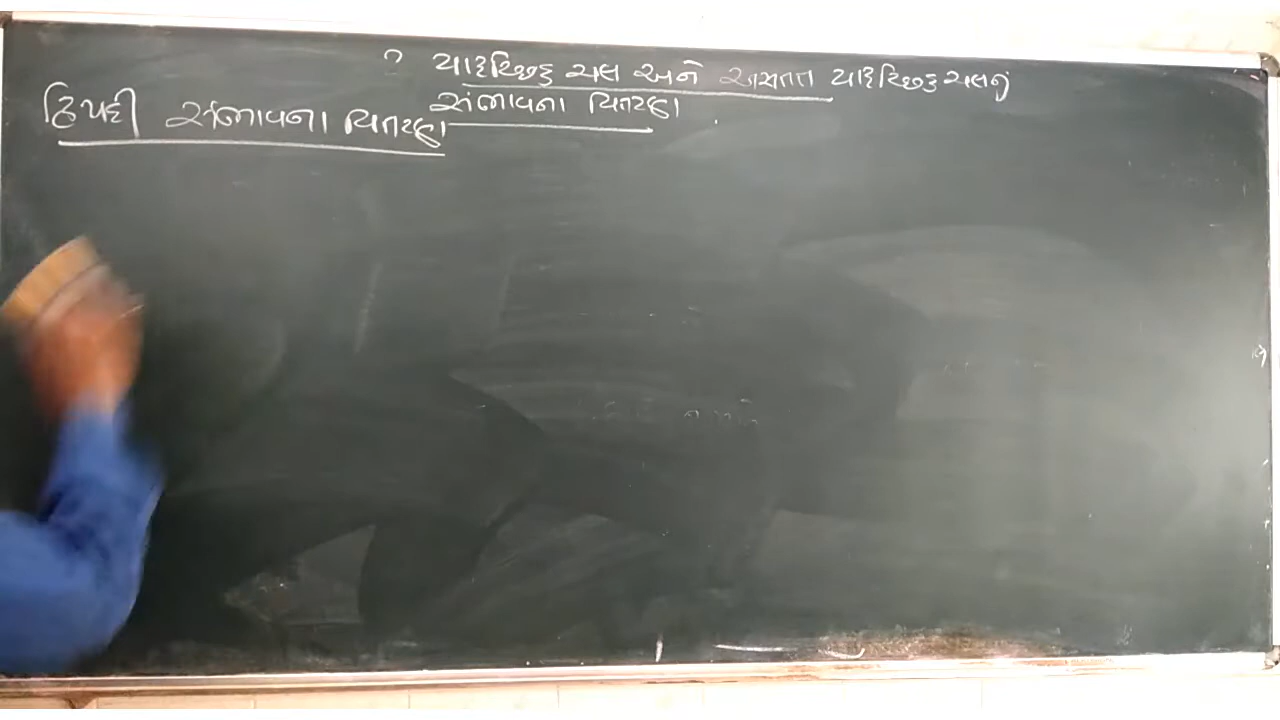 ? યાદૃચ્છિક ચલ અને અસતત યાદૃચ્છિક ચલનું
સંભાવના વિતરણ
દ્વિપદી સંભાવના વિતરણ